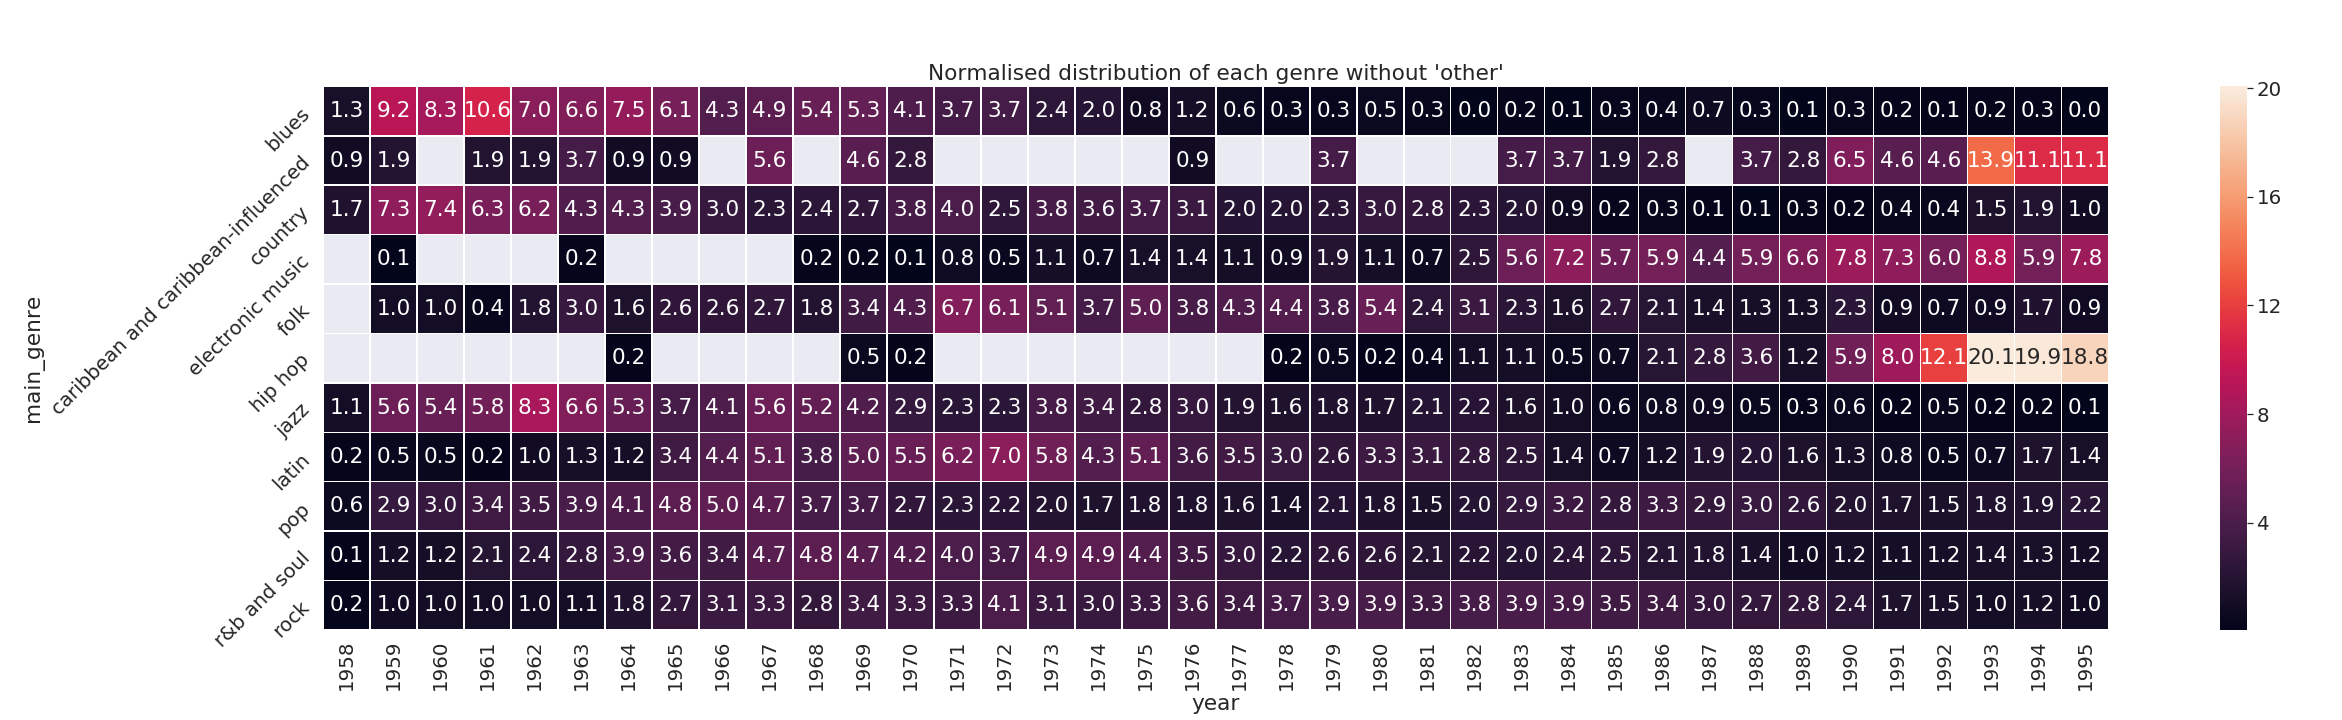 Normalised distribution of each genre without 'other'
main_genre
blues 1.3 9.2 8.3 10.6 7.0 6.6 7.5 6.1 4.3 4.9 5.4 5.3 4.1 3.7 3.7 2.4 2.0 0.8 1.2 0.6 0.3 0.3 0.5 0.3 0.0 0.2 0.1 0.3 0.4 0.7 0.3 0.1 0.3 0.2 0.1 0.2 0.3 0.0
caribbean and caribbean-influenced 0.9 1.9 1.9 1.9 3.7 0.9 0.9 5.6 4.6 2.8 0.9 3.7 3.7 3.7 1.9 2.8 3.7 2.8 6.5 4.6 4.6 13.9 11.1 11.1
country 1.7 7.3 7.4 6.3 6.2 4.3 4.3 3.9 3.0 2.3 2.4 2.7 3.8 4.0 2.5 3.8 3.6 3.7 3.1 2.0 2.0 2.3 3.0 2.8 2.3 2.0 0.9 0.2 0.3 0.1 0.1 0.3 0.2 0.4 0.4 1.5 1.9 1.0
electronic music 0.1 0.2 0.2 0.2 0.1 0.8 0.5 1.1 0.7 1.4 1.4 1.1 0.9 1.9 1.1 0.7 2.5 5.6 7.2 5.7 5.9 4.4 5.9 6.6 7.8 7.3 6.0 8.8 5.9 7.8
folk 1.0 1.0 0.4 1.8 3.0 1.6 2.6 2.6 2.7 1.8 3.4 4.3 6.7 6.1 5.1 3.7 5.0 3.8 4.3 4.4 3.8 5.4 2.4 3.1 2.3 1.6 2.7 2.1 1.4 1.3 1.3 2.3 0.9 0.7 0.9 1.7 0.9
hip hop 0.2 0.5 0.2 0.2 0.5 0.2 0.4 1.1 1.1 0.5 0.7 2.1 2.8 3.6 1.2 5.9 8.0 12.1 20.1 19.9 18.8
jazz 1.1 5.6 5.4 5.8 8.3 6.6 5.3 3.7 4.1 5.6 5.2 4.2 2.9 2.3 2.3 3.8 3.4 2.8 3.0 1.9 1.6 1.8 1.7 2.1 2.2 1.6 1.0 0.6 0.8 0.9 0.5 0.3 0.6 0.2 0.5 0.2 0.2 0.1
latin 0.2 0.5 0.5 0.2 1.0 1.3 1.2 3.4 4.4 5.1 3.8 5.0 5.5 6.2 7.0 5.8 4.3 5.1 3.6 3.5 3.0 2.6 3.3 3.1 2.8 2.5 1.4 0.7 1.2 1.9 2.0 1.6 1.3 0.8 0.5 0.7 1.7 1.4
pop 0.6 2.9 3.0 3.4 3.5 3.9 4.1 4.8 5.0 4.7 3.7 3.7 2.7 2.3 2.2 2.0 1.7 1.8 1.8 1.6 1.4 2.1 1.8 1.5 2.0 2.9 3.2 2.8 3.3 2.9 3.0 2.6 2.0 1.7 1.5 1.8 1.9 2.2
r&b and soul 0.1 1.2 1.2 2.1 2.4 2.8 3.9 3.6 3.4 4.7 4.8 4.7 4.2 4.0 3.7 4.9 4.9 4.4 3.5 3.0 2.2 2.6 2.6 2.1 2.2 2.0 2.4 2.5 2.1 1.8 1.4 1.0 1.2 1.1 1.2 1.4 1.3 1.2
rock 0.2 1.0 1.0 1.0 1.0 1.1 1.8 2.7 3.1 3.3 2.8 3.4 3.3 3.3 4.1 3.1 3.0 3.3 3.6 3.4 3.7 3.9 3.9 3.3 3.8 3.9 3.9 3.5 3.4 3.0 2.7 2.8 2.4 1.7 1.5 1.0 1.2 1.0
1958 1959 1960 1961 1962 1963 1964 1965 1966 1967 1968 1969 1970 1971 1972 1973 1974 1975 1976 1977 1978 1979 1980 1981 1982 1983 1984 1985 1986 1987 1988 1989 1990 1991 1992 1993 1994 1995
year
20
16
12
8
4